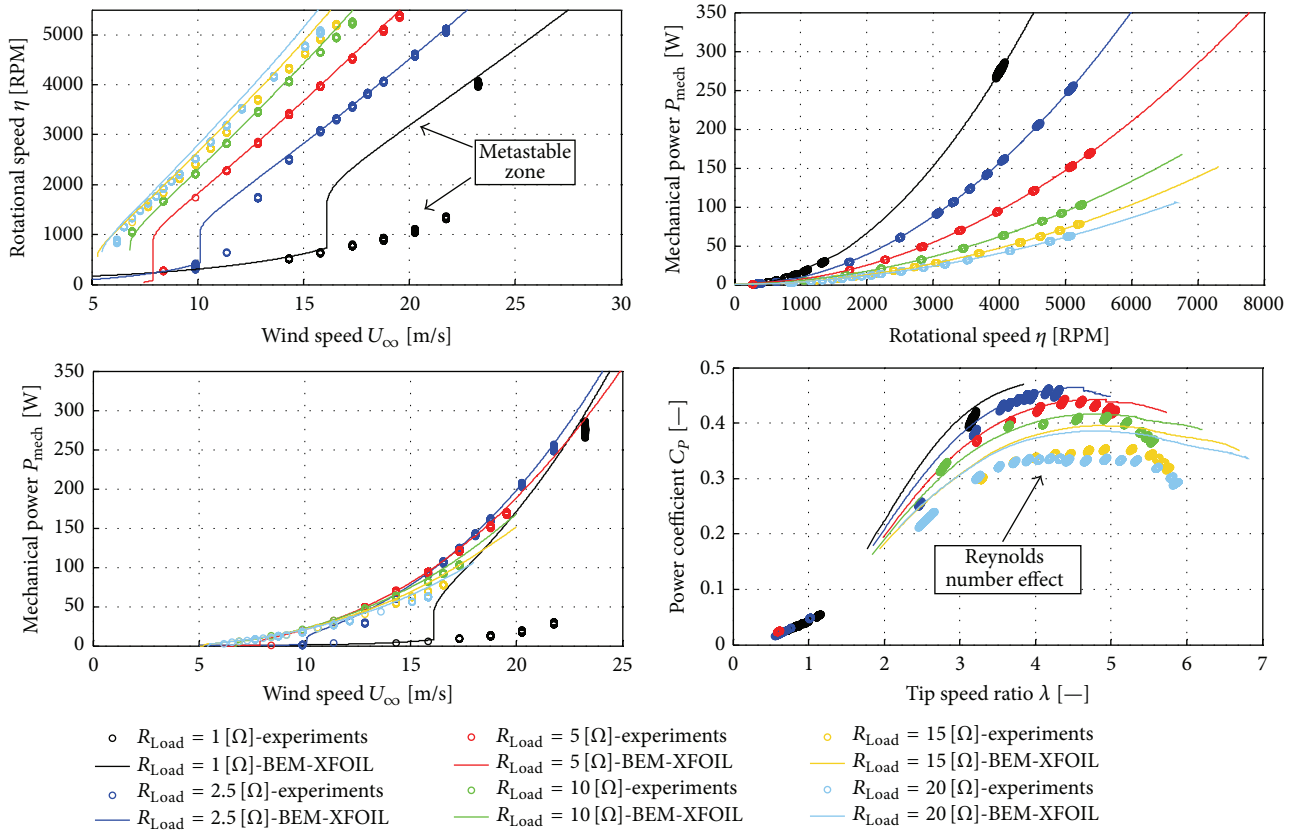 5500
5000
4000
3000
2000
1000
0
5
10
15
20
25
30
Rotational speed η [RPM]
Wind speed U∞ [m/s]
Metastable
zone
350
300
250
200
150
100
50
0
0
1000
2000
3000
4000
5000
6000
7000
8000
Mechanical power Pmech [W]
Rotational speed η [RPM]
350
300
250
200
150
100
50
0
0
5
10
15
20
25
Mechanical power Pmech [W]
Wind speed U∞ [m/s]
0.5
0.4
0.3
0.2
0.1
0
0
1
2
3
4
5
6
7
Power coefficient CP [—]
Tip speed ratio λ [—]
Reynolds
number effect
RLoad = 1 [Ω]-experiments
RLoad = 1 [Ω]-BEM-XFOIL
RLoad = 2.5 [Ω]-experiments
RLoad = 2.5 [Ω]-BEM-XFOIL
RLoad = 5 [Ω]-experiments
RLoad = 5 [Ω]-BEM-XFOIL
RLoad = 10 [Ω]-experiments
RLoad = 10 [Ω]-BEM-XFOIL
RLoad = 15 [Ω]-experiments
RLoad = 15 [Ω]-BEM-XFOIL
RLoad = 20 [Ω]-experiments
RLoad = 20 [Ω]-BEM-XFOIL